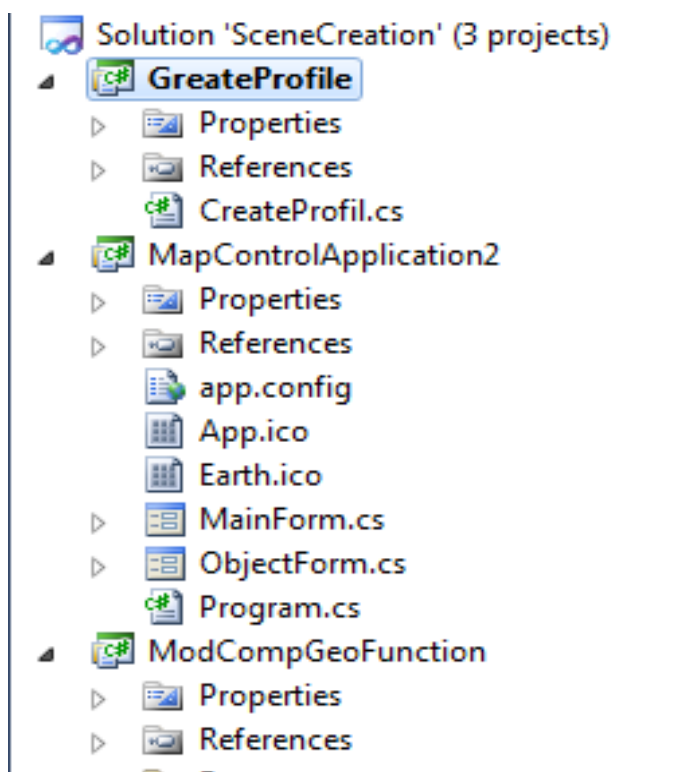 Solution 'SceneCreation' (3 projects)
GreateProfile
Properties
References
CreateProfil.cs
MapControlApplication2
Properties
References
app.config
App.ico
Earth.ico
MainForm.cs
ObjectForm.cs
Program.cs
ModCompGeoFunction
Properties
References